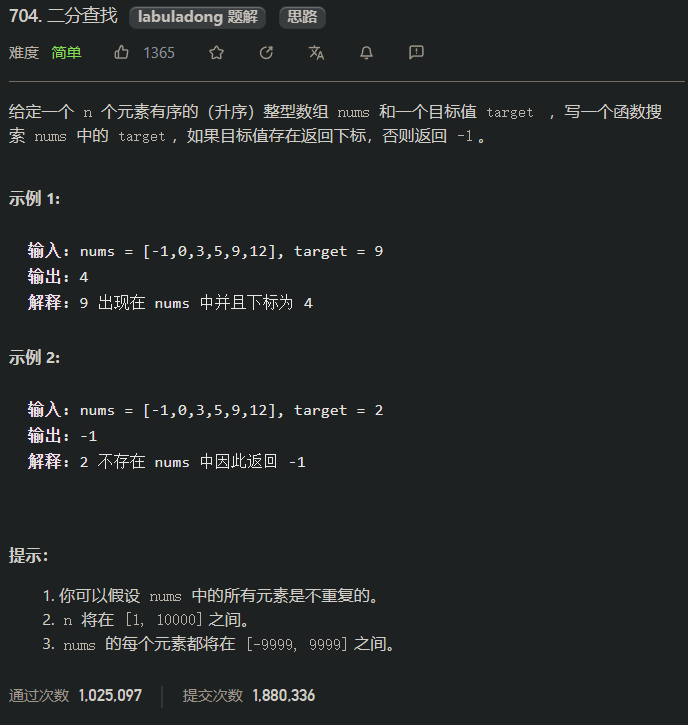 704. 二分查找 labuladong 题解 思路
难度 简单 1365
给定一个 n 个元素有序的（升序）整型数组 nums 和一个目标值 target ，写一个函数搜
索 nums 中的 target，如果目标值存在返回下标，否则返回 -1。
示例 1:
输入: nums = [-1,0,3,5,9,12], target = 9
输出: 4
解释: 9 出现在 nums 中并且下标为 4
示例 2:
输入: nums = [-1,0,3,5,9,12], target = 2
输出: -1
解释: 2 不存在 nums 中因此返回 -1
提示：
1. 你可以假设 nums 中的所有元素是不重复的。
2. n 将在 [1, 10000]之间。
3. nums 的每个元素都将在 [-9999, 9999]之间。
通过次数 1,025,097 提交次数 1,880,336